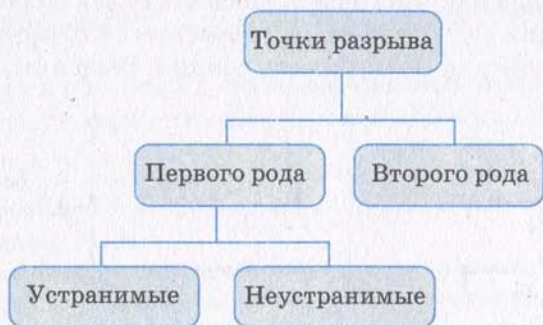 Точки разрыва
Первого рода
Второго рода
Устранимые
Неустранимые